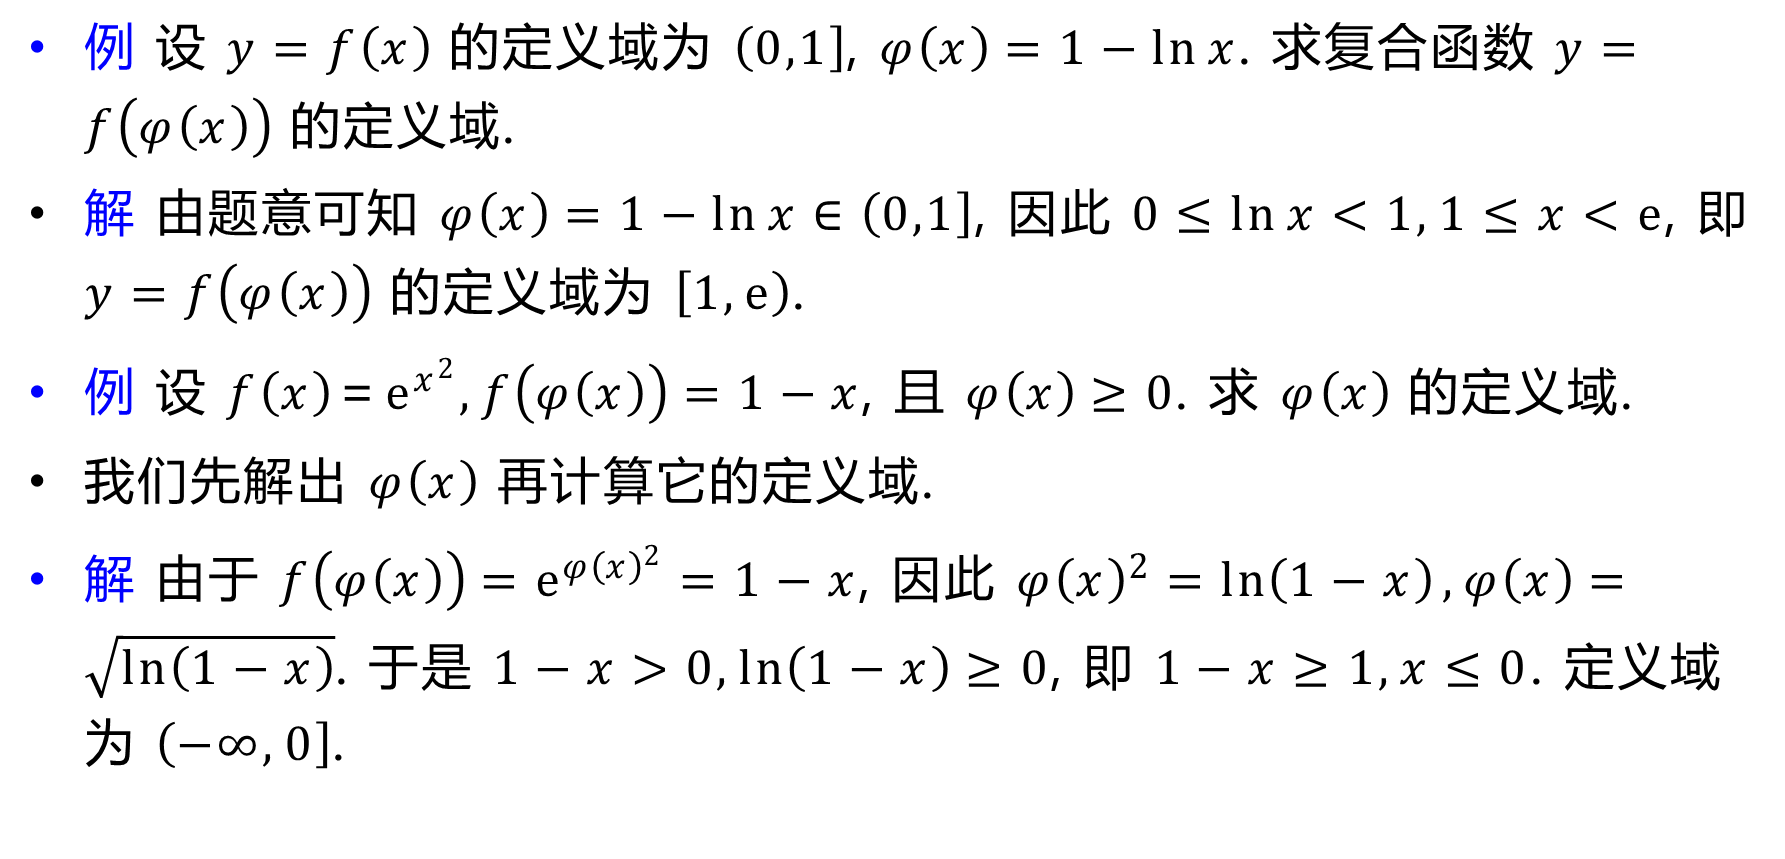 • 例 设 y = f(x) 的定义域为 (0,1], φ(x) = 1 − ln x. 求复合函数 y =
f(φ(x)) 的定义域.
• 解 由题意可知 φ(x) = 1 − ln x ∈ (0,1], 因此 0 ≤ ln x < 1, 1 ≤ x < e, 即
y = f(φ(x)) 的定义域为 [1, e).
• 例 设 f(x) = e^{x^2}, f(φ(x)) = 1 − x, 且 φ(x) ≥ 0. 求 φ(x) 的定义域.
• 我们先解出 φ(x) 再计算它的定义域.
• 解 由于 f(φ(x)) = e^{φ(x)^2} = 1 − x, 因此 φ(x)² = ln(1 − x), φ(x) =
√(ln(1 − x)). 于是 1 − x > 0, ln(1 − x) ≥ 0, 即 1 − x ≥ 1, x ≤ 0. 定义域
为 (−∞, 0].